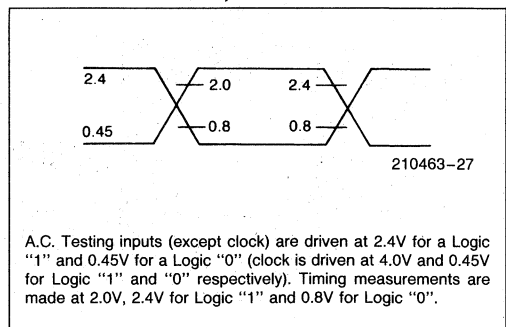 2.4 2.0 2.4
0.45 0.8 0.8
210463–27
A.C. Testing inputs (except clock) are driven at 2.4V for a Logic
“1” and 0.45V for a Logic “0” (clock is driven at 4.0V and 0.45V
for Logic “1” and “0” respectively). Timing measurements are
made at 2.0V, 2.4V for Logic “1” and 0.8V for Logic “0”.